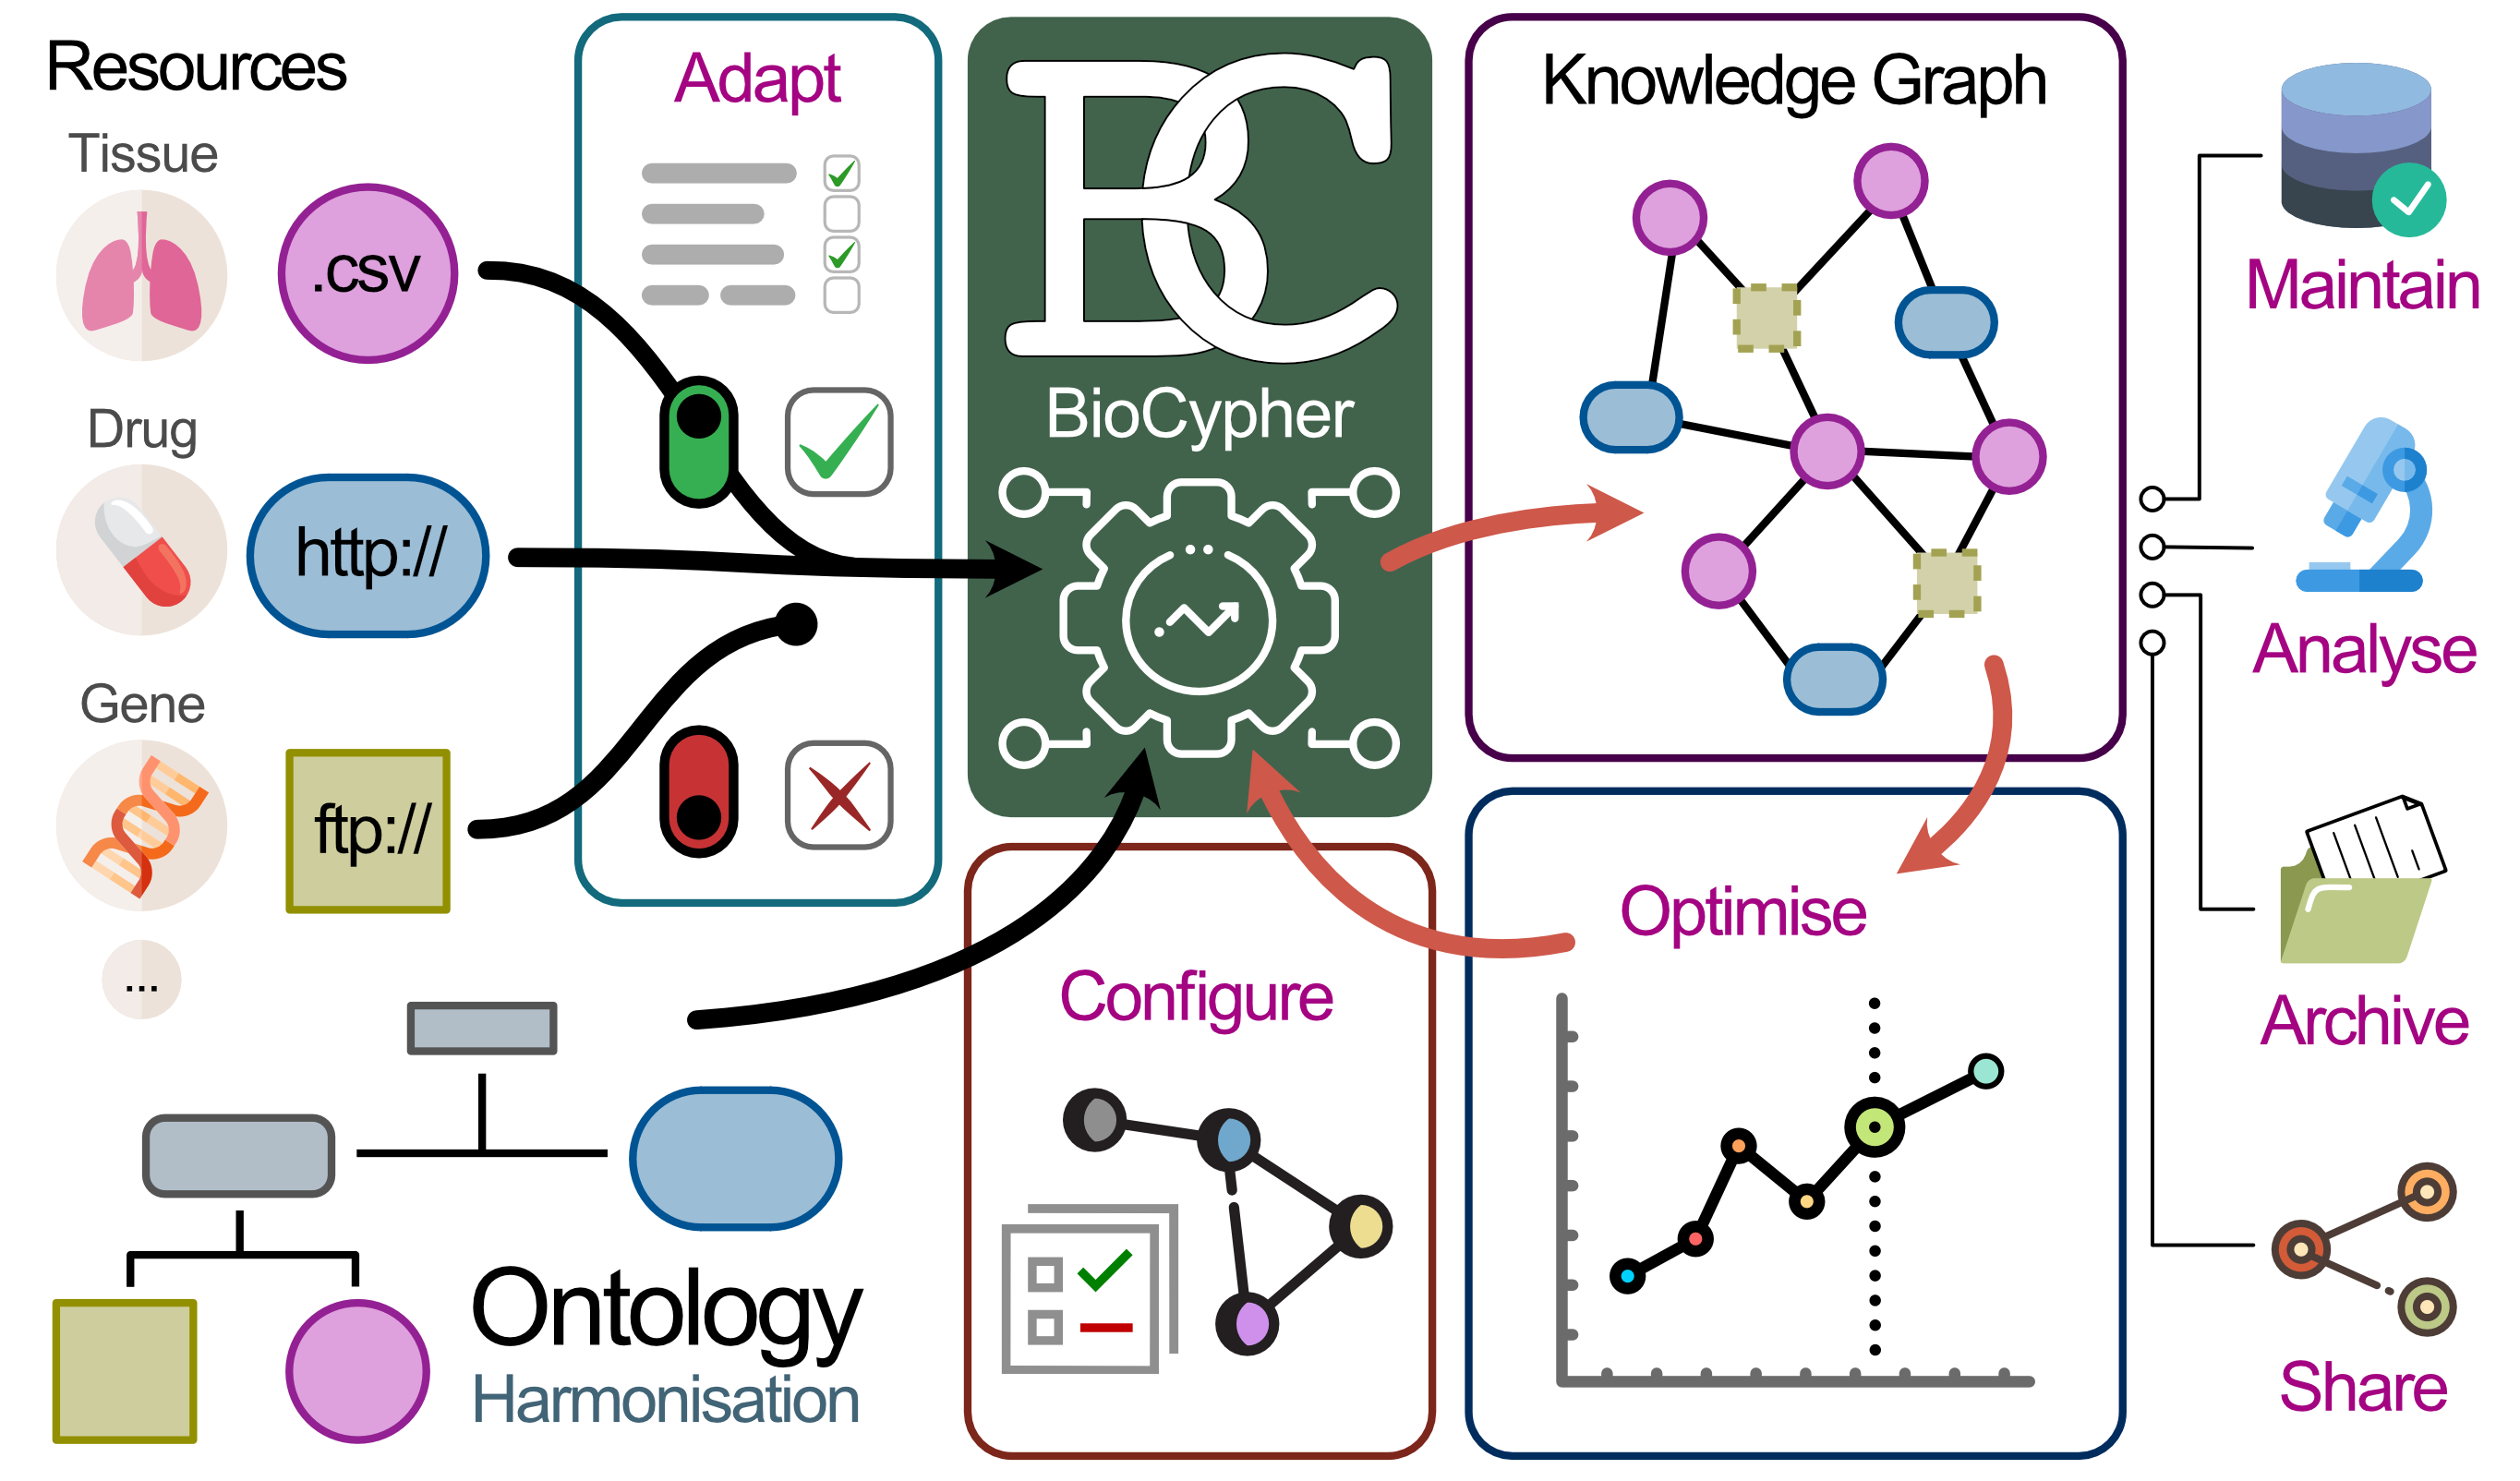 Resources
Tissue
.csv
Drug
http://
Gene
ftp://
...
Adapt
BC
BioCypher
Knowledge Graph
Maintain
Analyse
Archive
Share
Optimise
Configure
Ontology
Harmonisation